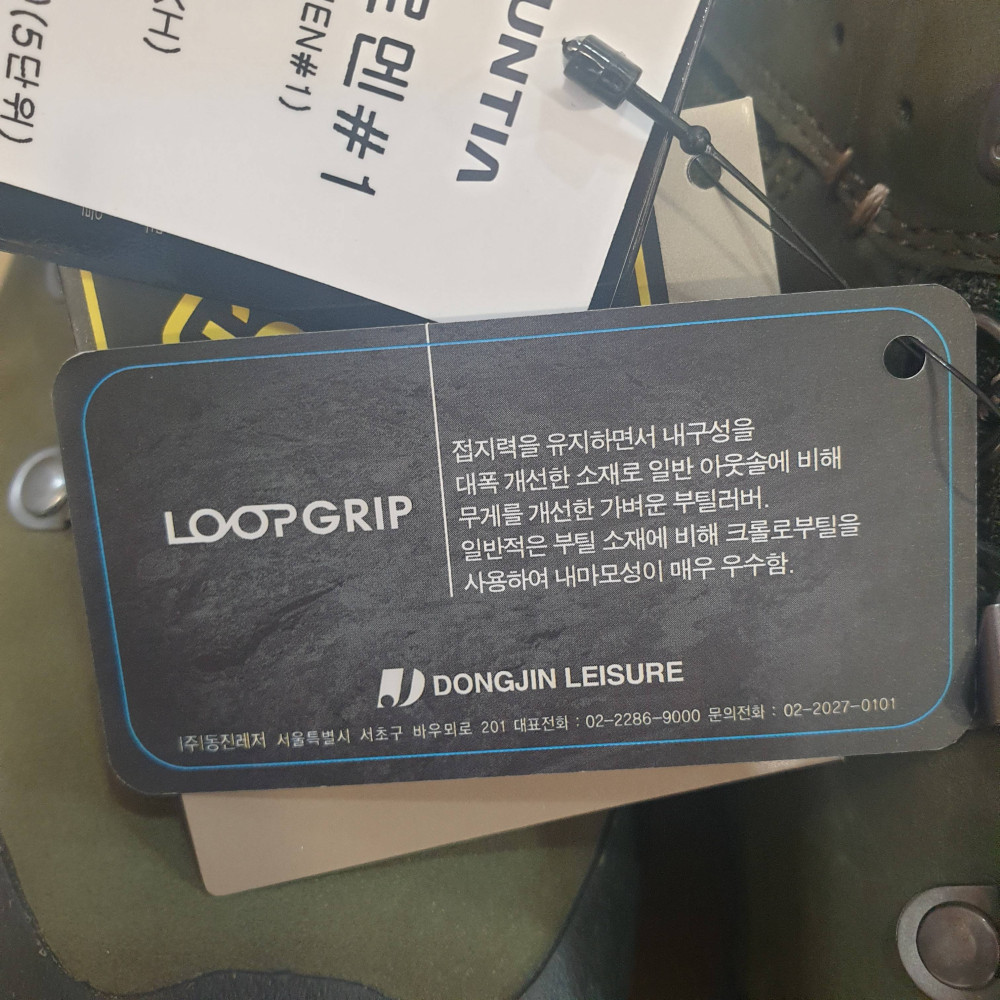 UNTIA
멘#1
EN#1)
KH)
(5단위)
LOOPGRIP
접지력을 유지하면서 내구성을
대폭 개선한 소재로 일반 아웃솔에 비해
무게를 개선한 가벼운 부틸러버.
일반적은 부틸 소재에 비해 크롤로부틸을
사용하여 내마모성이 매우 우수함.
DONGJIN LEISURE
|주|동진레저 서울특별시 서초구 바우뫼로 201 대표전화 : 02-2286-9000 문의전화 : 02-2027-0101